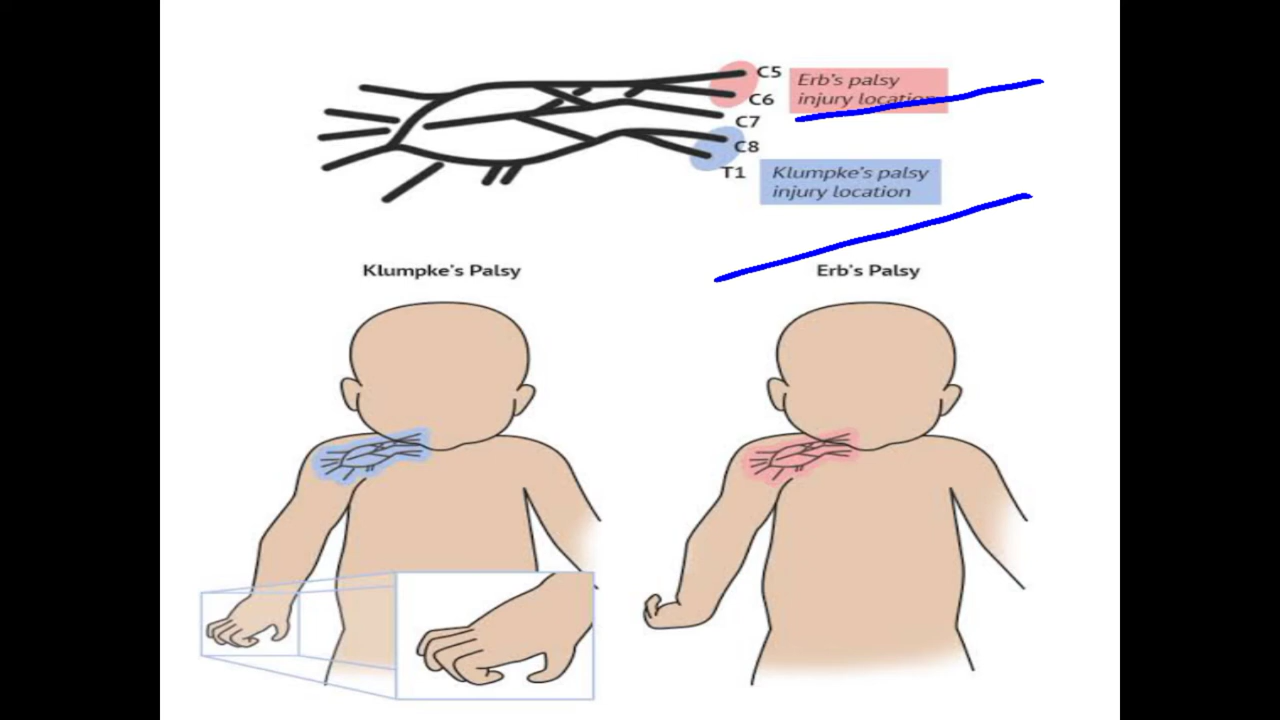 C5
Erb's palsy
injury location
C6
C7
C8
T1
Klumpke's palsy
injury location
Klumpke's Palsy
Erb's Palsy